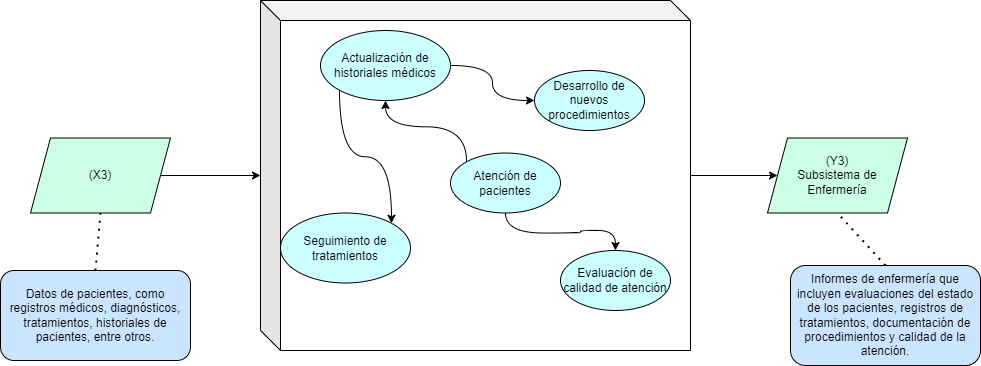 (X3)
Datos de pacientes, como
registros médicos, diagnósticos,
tratamientos, historiales de
pacientes, entre otros.
Actualización de
historiales médicos
Desarrollo de
nuevos
procedimientos
Atención de
pacientes
Seguimiento de
tratamientos
Evaluación de
calidad de atención
(Y3)
Subsistema de
Enfermería
Informes de enfermería que
incluyen evaluaciones del estado
de los pacientes, registros de
tratamientos, documentación de
procedimientos y calidad de la
atención.